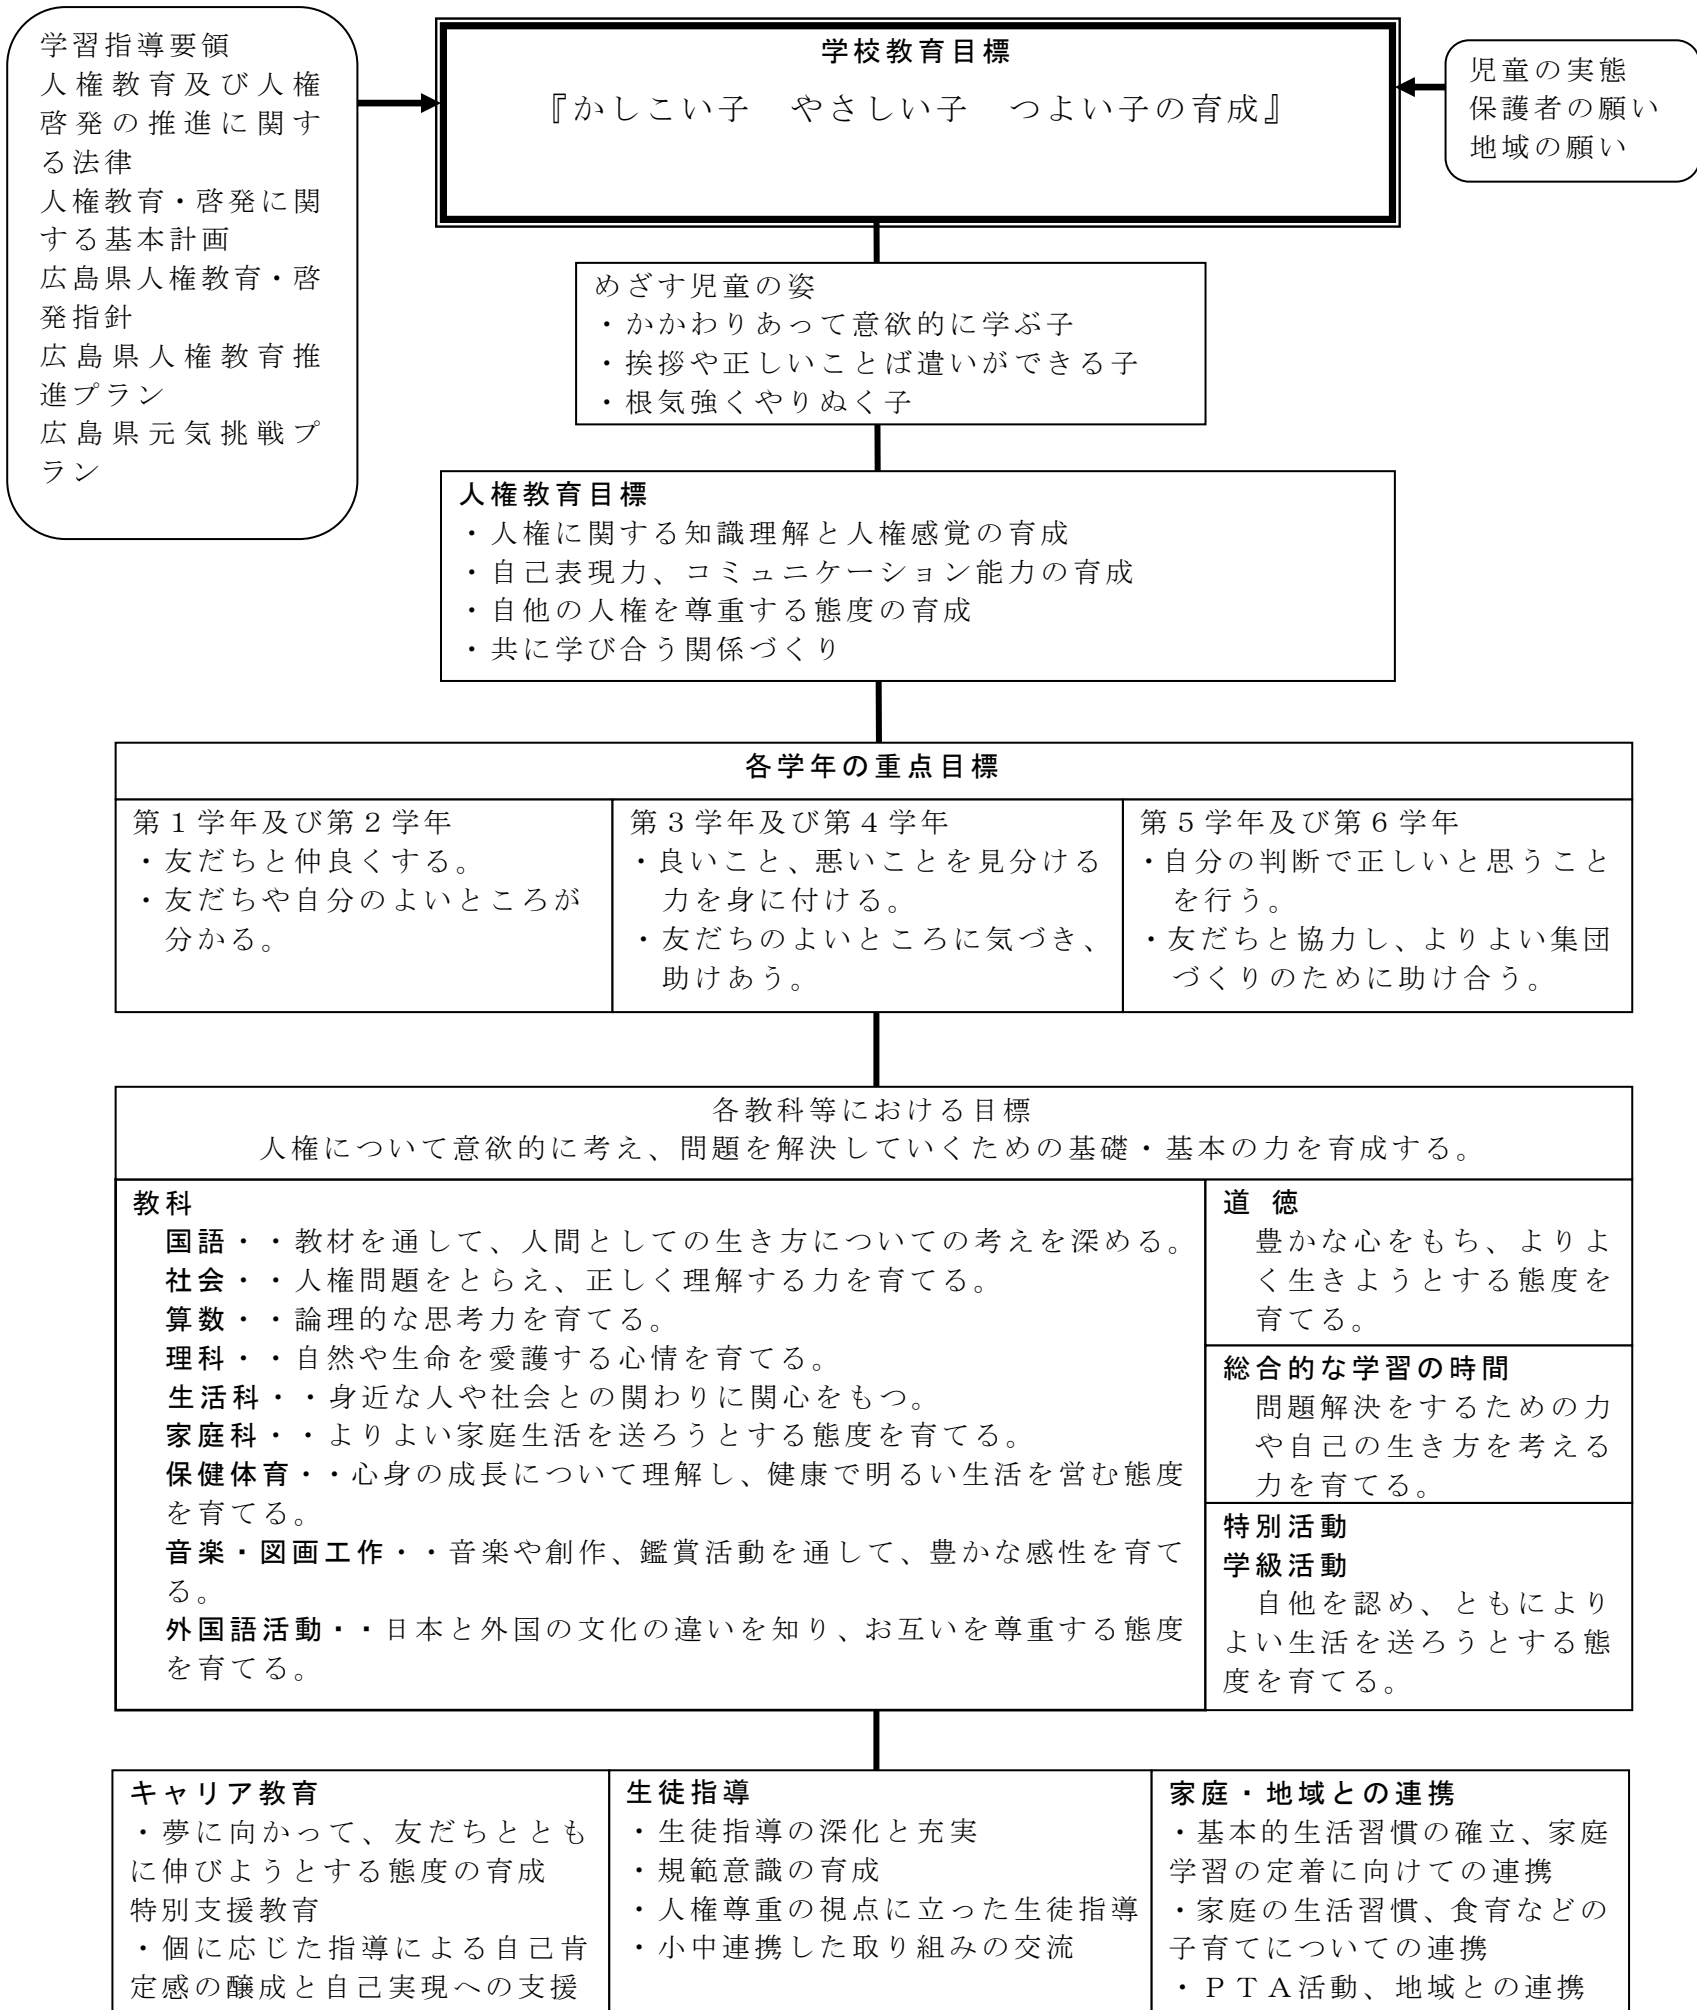 学習指導要領
人権教育及び人権
啓発の推進に関す
る法律
人権教育・啓発に関
する基本計画
広島県人権教育・啓
発指針
広島県人権教育推
進プラン
広島県元気挑戦プ
ラン
学校教育目標
『かしこい子　やさしい子　つよい子の育成』
児童の実態
保護者の願い
地域の願い
めざす児童の姿
・かかわりあって意欲的に学ぶ子
・挨拶や正しいことば遣いができる子
・根気強くやりぬく子
人権教育目標
・人権に関する知識理解と人権感覚の育成
・自己表現力、コミュニケーション能力の育成
・自他の人権を尊重する態度の育成
・共に学び合う関係づくり
各学年の重点目標
第１学年及び第２学年
・友だちと仲良くする。
・友だちや自分のよいところが
分かる。
第３学年及び第４学年
・良いこと、悪いことを見分ける
力を身に付ける。
・友だちのよいところに気づき、
助けあう。
第５学年及び第６学年
・自分の判断で正しいと思うこと
を行う。
・友だちと協力し、よりよい集団
づくりのために助け合う。
各教科等における目標
人権について意欲的に考え、問題を解決していくための基礎・基本の力を育成する。
教科
国語・・教材を通して、人間としての生き方についての考えを深める。
社会・・人権問題をとらえ、正しく理解する力を育てる。
算数・・論理的な思考力を育てる。
理科・・自然や生命を愛護する心情を育てる。
生活科・・身近な人や社会との関わりに関心をもつ。
家庭科・・よりよい家庭生活を送ろうとする態度を育てる。
保健体育・・心身の成長について理解し、健康で明るい生活を営む態度
を育てる。
音楽・図画工作・・音楽や創作、鑑賞活動を通して、豊かな感性を育て
る。
外国語活動・・日本と外国の文化の違いを知り、お互いを尊重する態度
を育てる。
道 徳
豊かな心をもち、よりよ
く生きようとする態度を
育てる。
総合的な学習の時間
問題解決をするための力
や自己の生き方を考える
力を育てる。
特別活動
学級活動
自他を認め、ともにより
よい生活を送ろうとする態
度を育てる。
キャリア教育
・夢に向かって、友だちととも
に伸びようとする態度の育成
特別支援教育
・個に応じた指導による自己肯
定感の醸成と自己実現への支援
生徒指導
・生徒指導の深化と充実
・規範意識の育成
・人権尊重の視点に立った生徒指導
・小中連携した取り組みの交流
家庭・地域との連携
・基本的生活習慣の確立、家庭
学習の定着に向けての連携
・家庭の生活習慣、食育などの
子育てについての連携
・ＰＴＡ活動、地域との連携